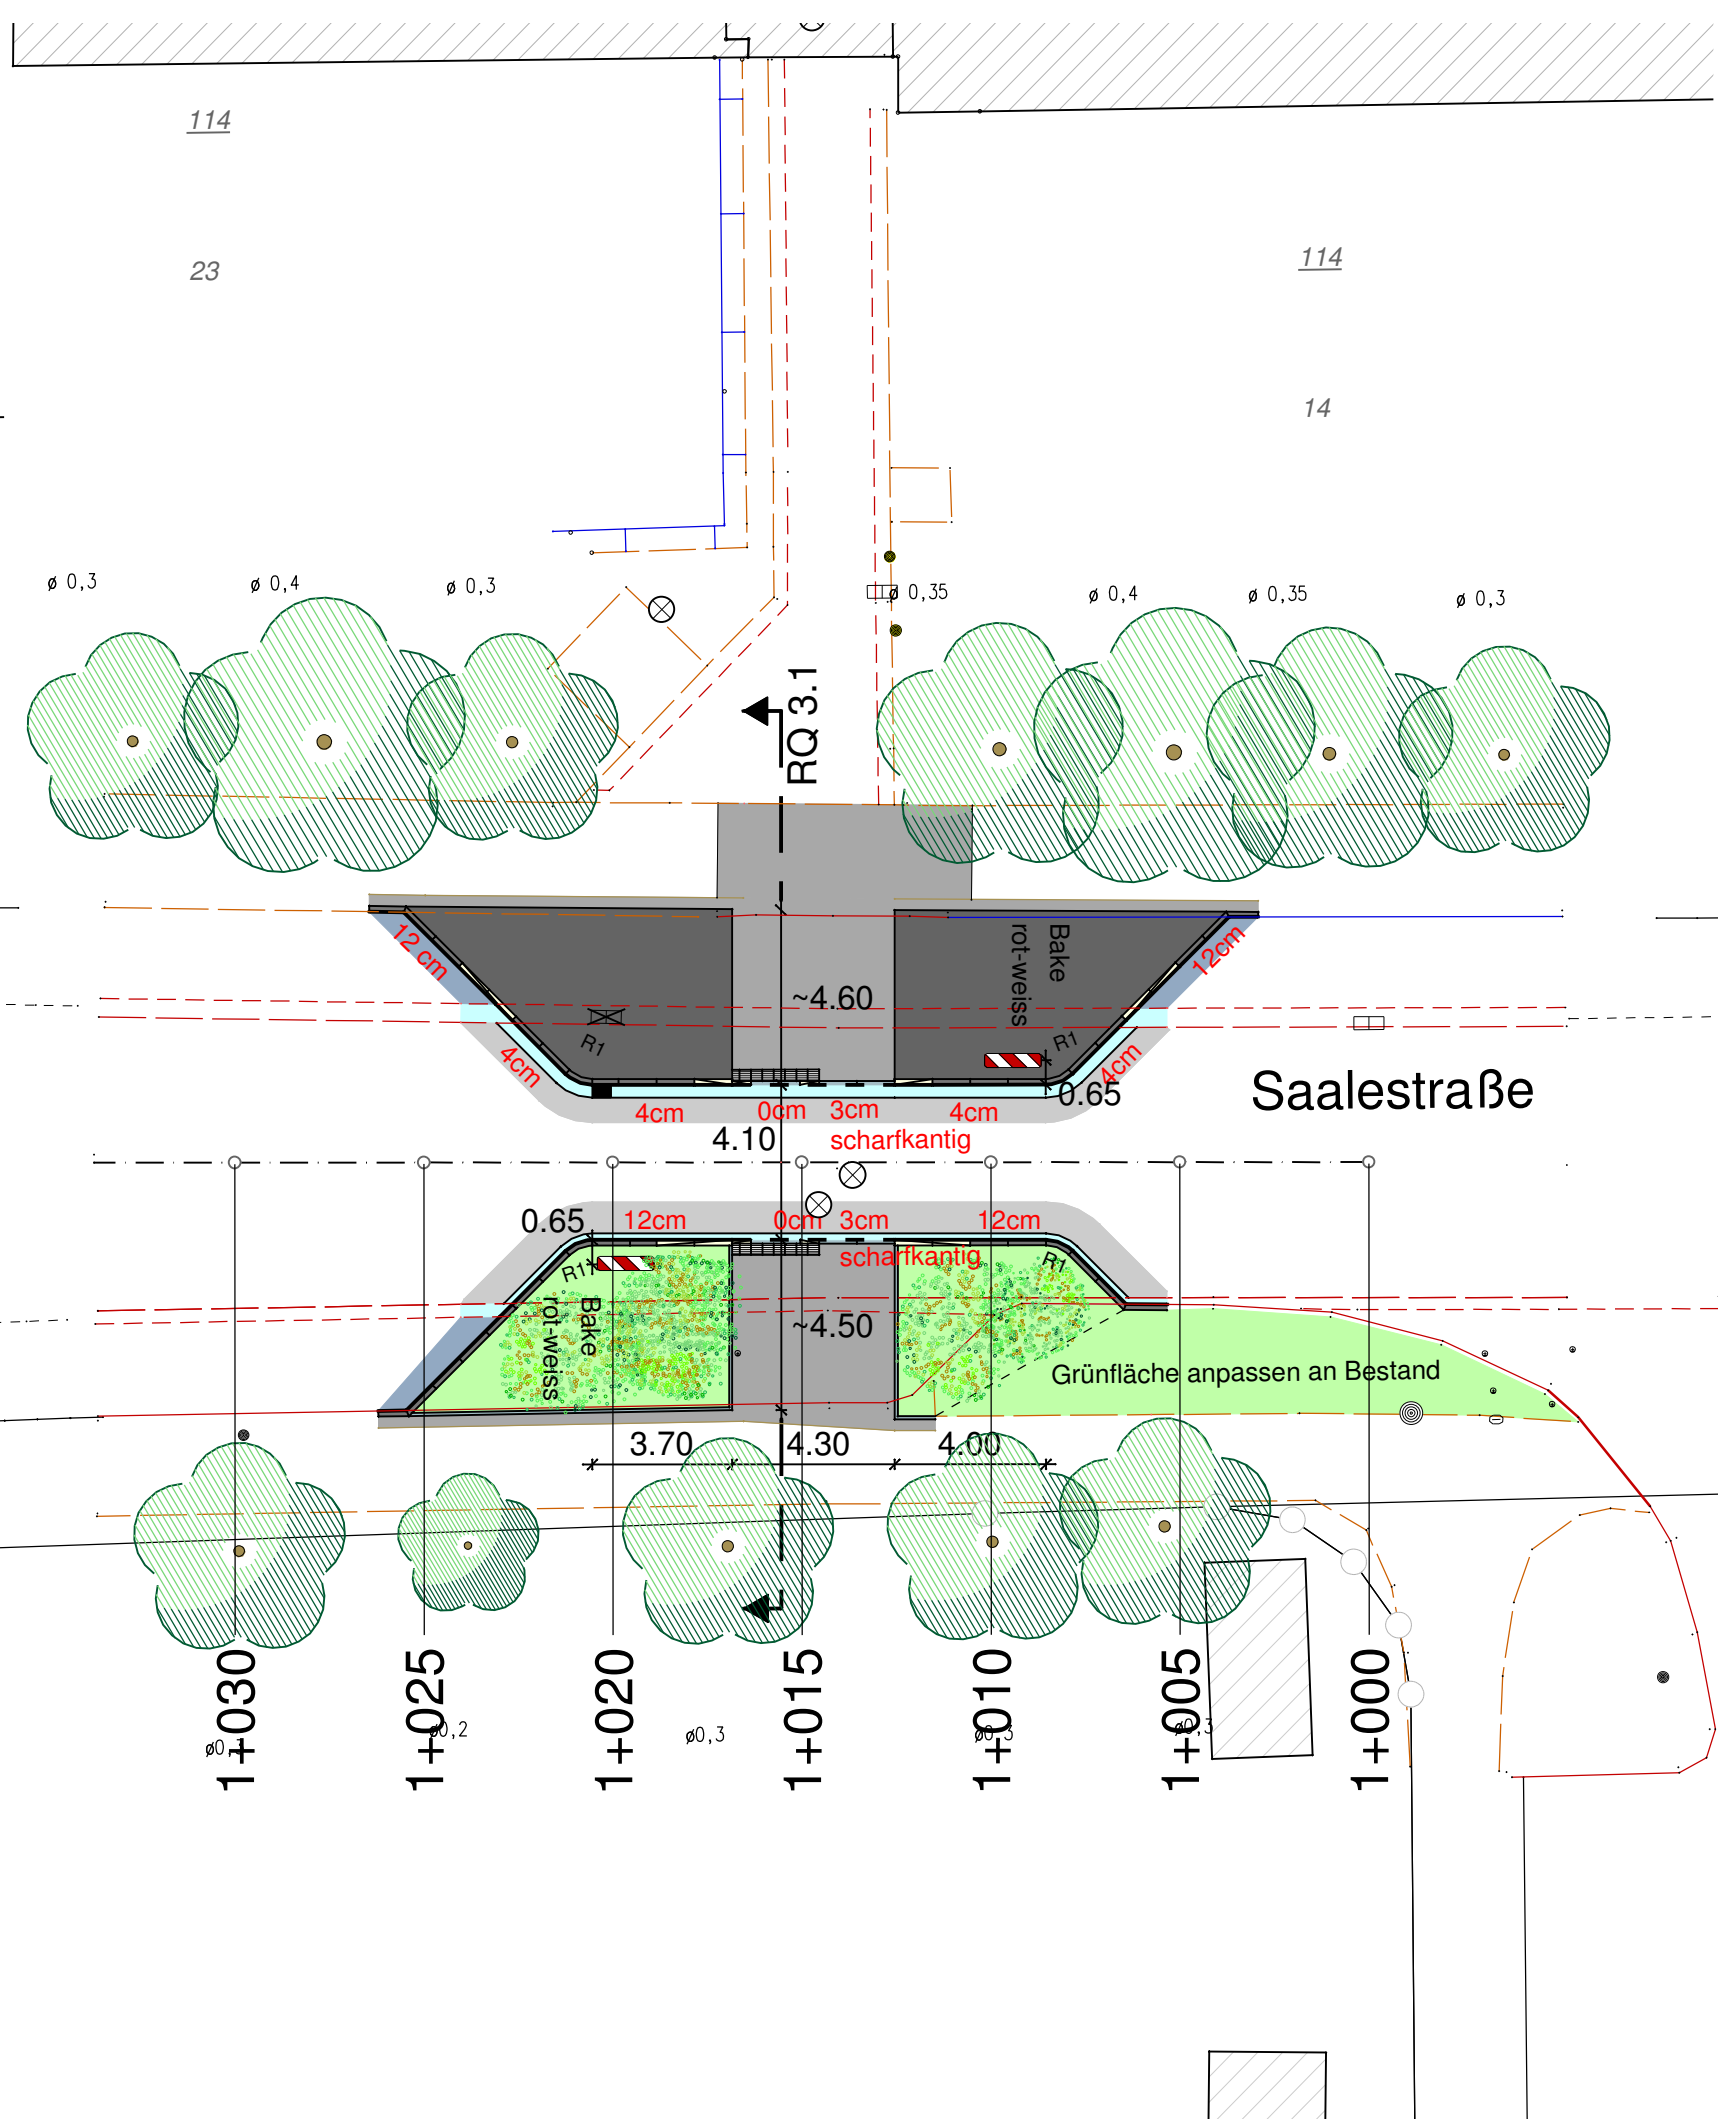 114
114
23
14
ø 0,3
ø 0,4
ø 0,3
ø 0,35
ø 0,4
ø 0,35
ø 0,3
RQ 3.1
12 cm
Bake
rot-weiss
12cm
~4.60
R1
R1
4cm
4cm
0.65
Saalestraße
4cm
0cm
3cm
4cm
scharfkantig
4.10
0.65
12cm
0cm
3cm
12cm
scharfkantig
R1
R1
Bake
rot-weiss
~4.50
Grünfläche anpassen an Bestand
3.70
4.30
4.00
1+030
1+025
1+020
1+015
1+010
1+005
1+000
ø0,2
ø0,3
ø0,3
ø0,3